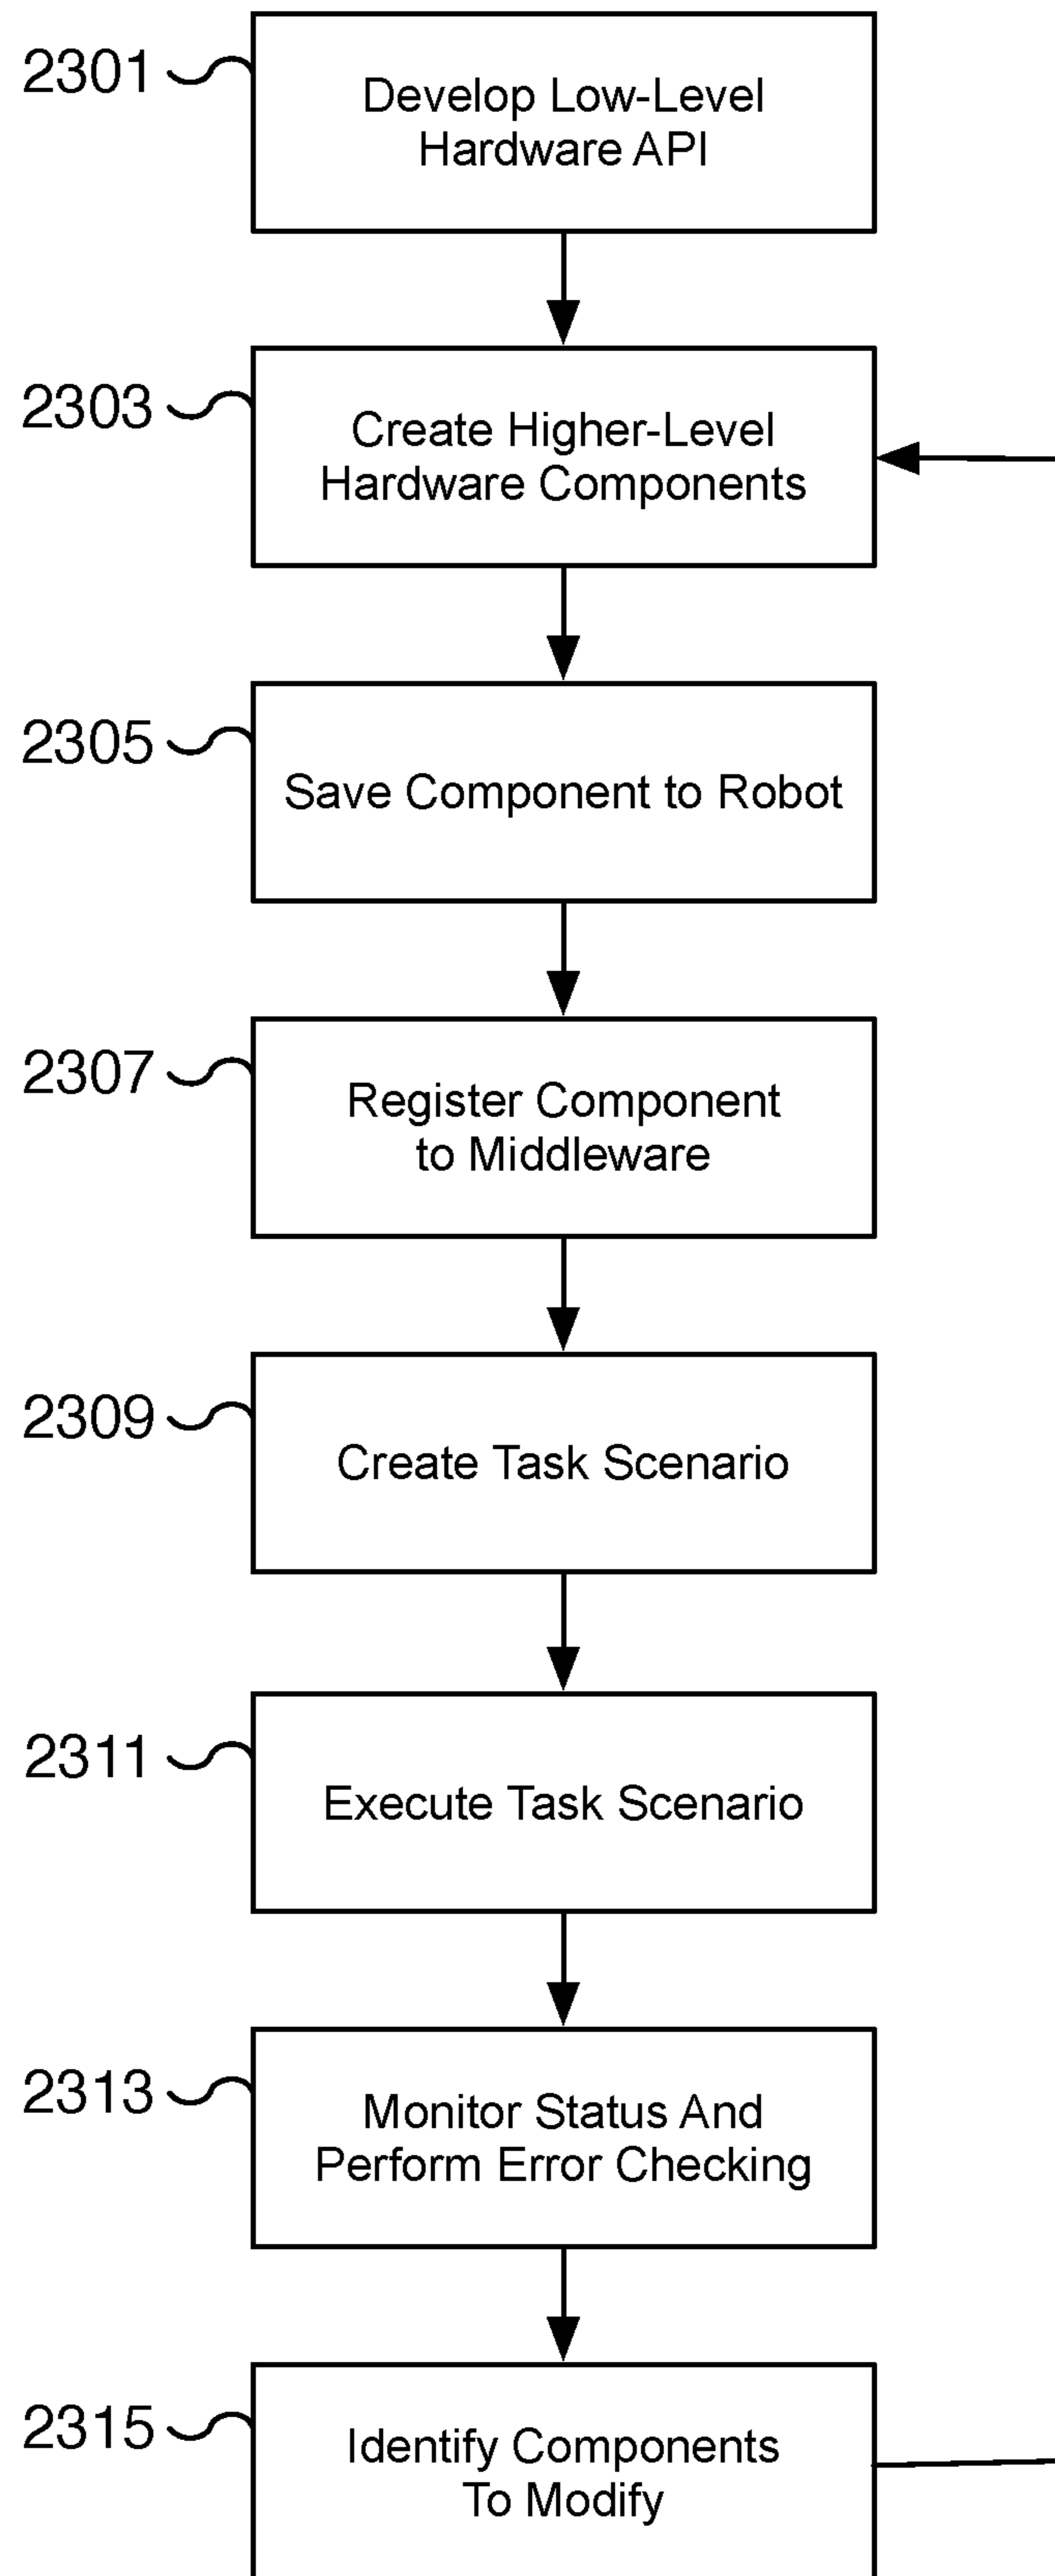 2301
Develop Low-Level
Hardware API
2303
Create Higher-Level
Hardware Components
2305
Save Component to Robot
2307
Register Component
to Middleware
2309
Create Task Scenario
2311
Execute Task Scenario
2313
Monitor Status And
Perform Error Checking
2315
Identify Components
To Modify